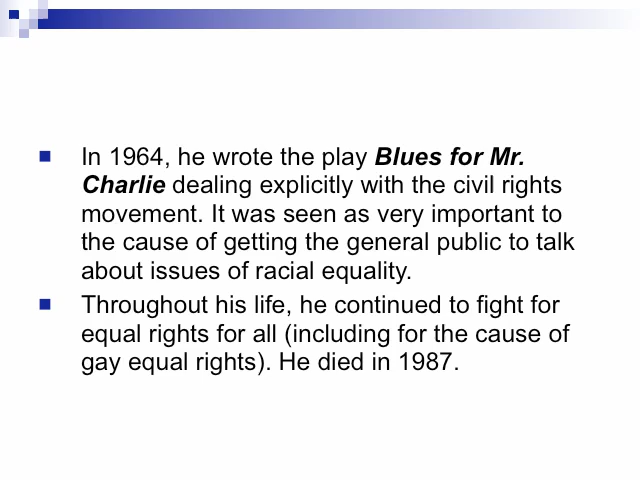 In 1964, he wrote the play Blues for Mr.
Charlie dealing explicitly with the civil rights
movement. It was seen as very important to
the cause of getting the general public to talk
about issues of racial equality.
Throughout his life, he continued to fight for
equal rights for all (including for the cause of
gay equal rights). He died in 1987.